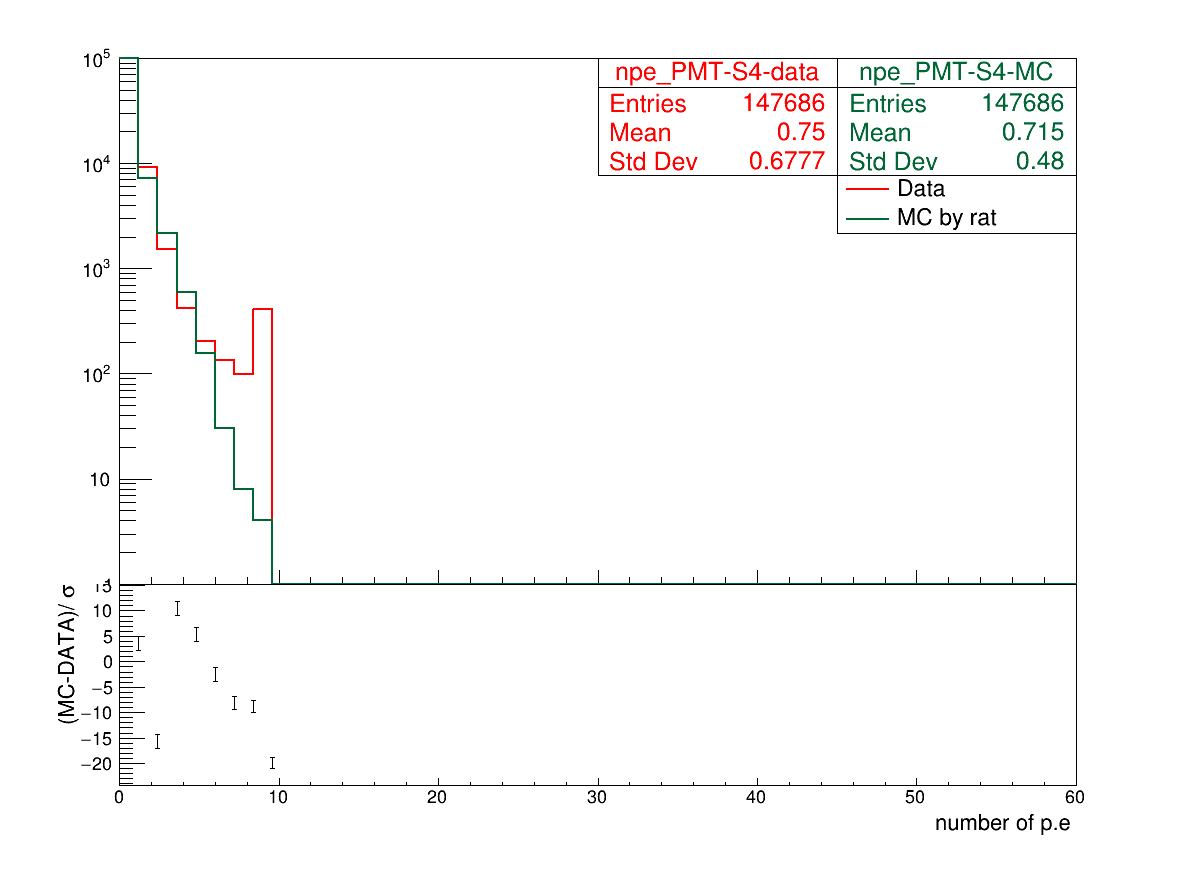 npe_PMT-S4-data
Entries 147686
Mean 0.75
Std Dev 0.6777
npe_PMT-S4-MC
Entries 147686
Mean 0.715
Std Dev 0.48
Data
MC by rat
10^5
10^4
10^3
10^2
10
1
(MC-DATA)/ σ
15
10
5
0
−5
−10
−15
−20
0 10 20 30 40 50 60
number of p.e